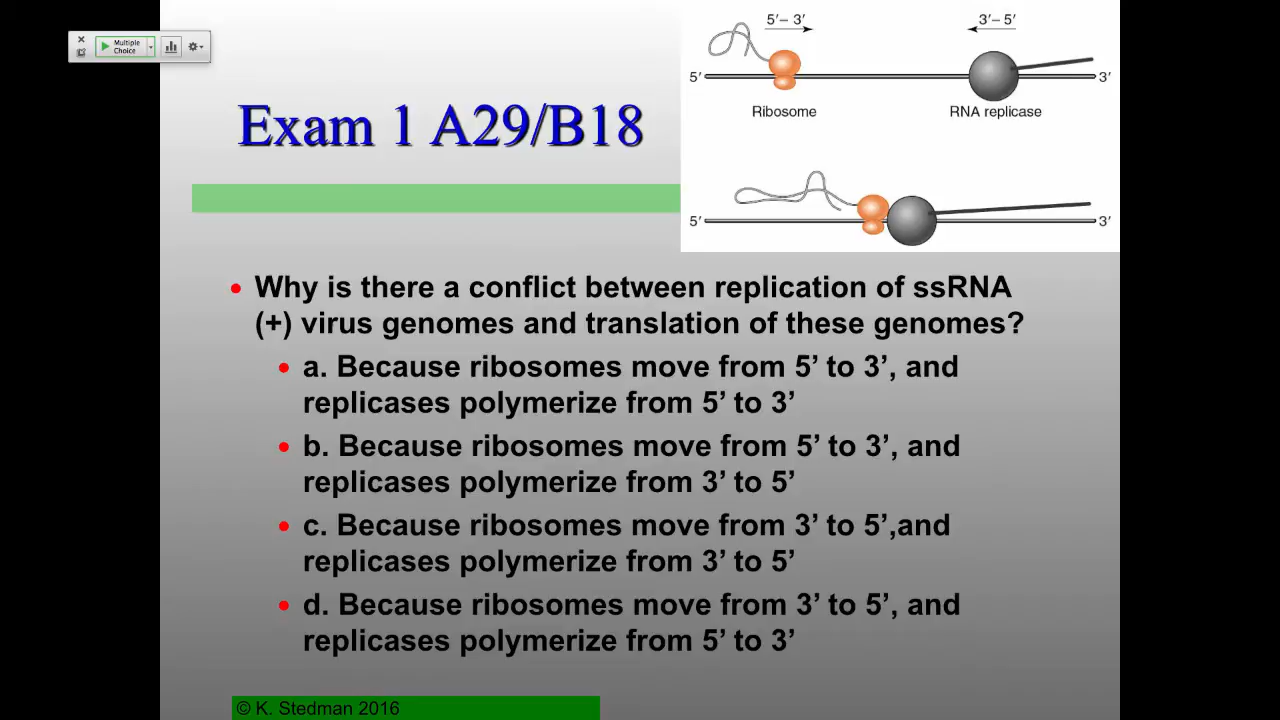 Multiple
Choice
5′– 3′
3′– 5′
5′
3′
Ribosome
RNA replicase
Exam 1 A29/B18
5′
3′
• Why is there a conflict between replication of ssRNA
(+) virus genomes and translation of these genomes?
• a. Because ribosomes move from 5’ to 3’, and
replicases polymerize from 5’ to 3’
• b. Because ribosomes move from 5’ to 3’, and
replicases polymerize from 3’ to 5’
• c. Because ribosomes move from 3’ to 5’,and
replicases polymerize from 3’ to 5’
• d. Because ribosomes move from 3’ to 5’, and
replicases polymerize from 5’ to 3’
© K. Stedman 2016